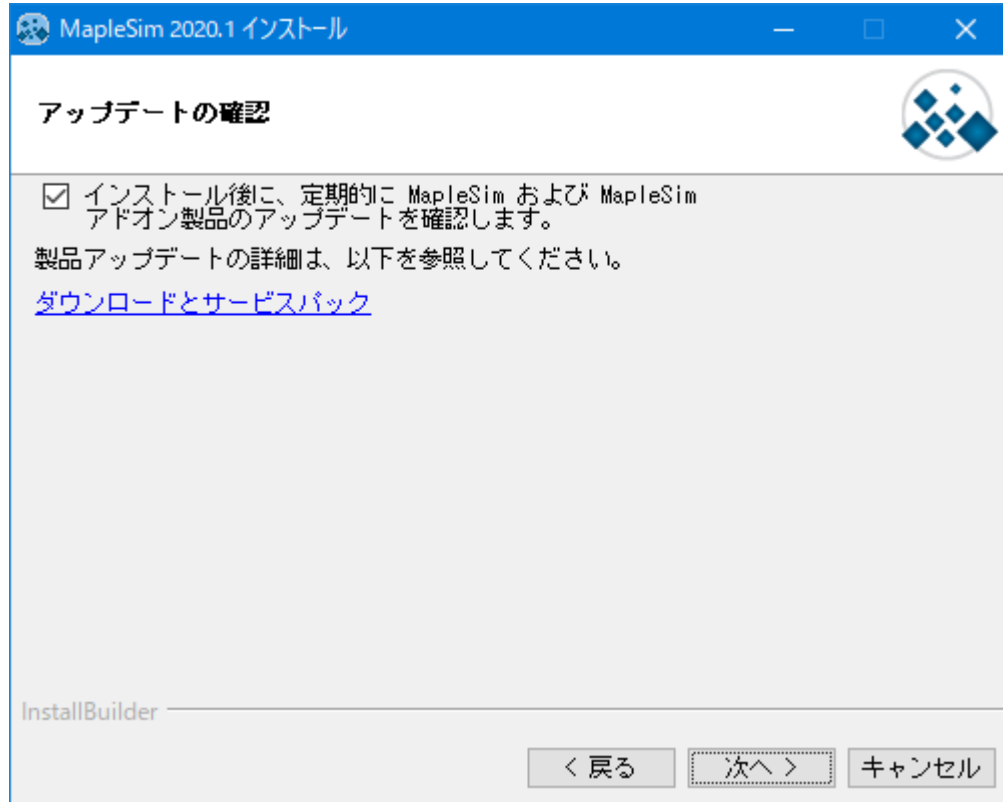 MapleSim 2020.1 インストール
アップデートの確認
インストール後に、定期的に MapleSim および MapleSim
アドオン製品のアップデートを確認します。
製品アップデートの詳細は、以下を参照してください。
ダウンロードとサービスパック
InstallBuilder
< 戻る 次へ > キャンセル